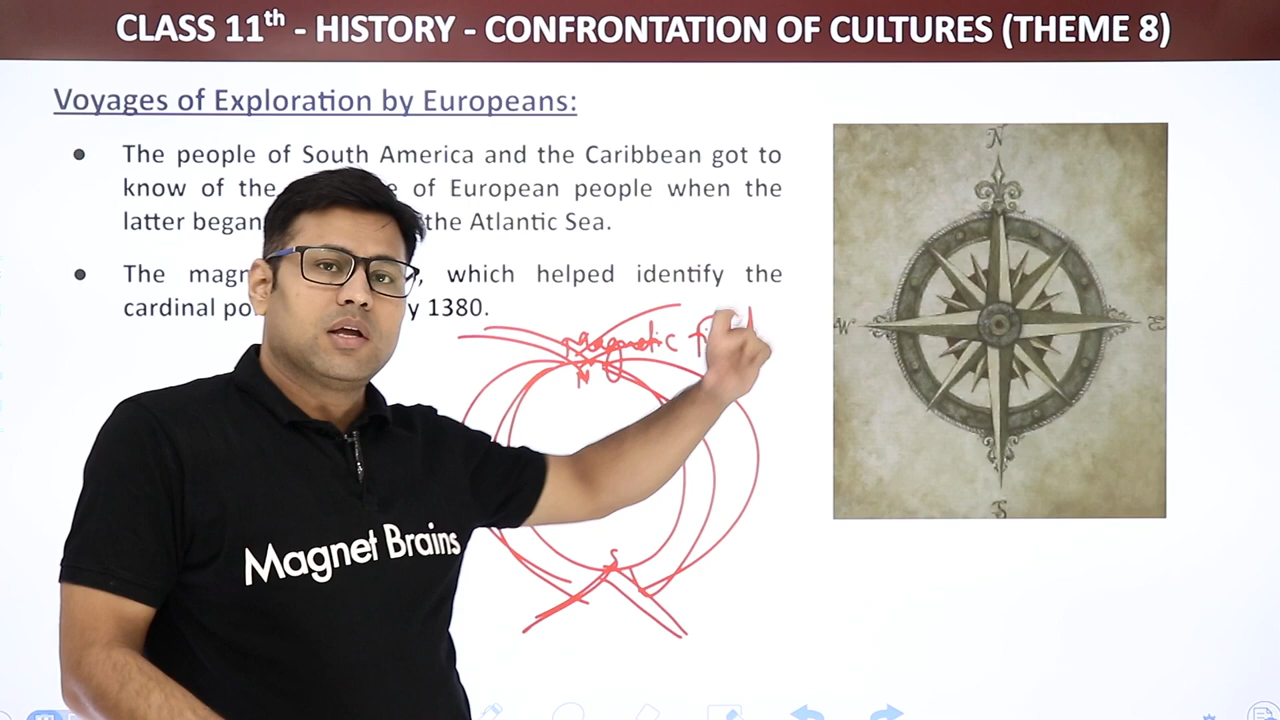 CLASS 11th - HISTORY - CONFRONTATION OF CULTURES (THEME 8)
Voyages of Exploration by Europeans:
The people of South America and the Caribbean got to
know of the of European people when the
latter began the Atlantic Sea.
The which helped identify the
cardinal 1380.
Magnetic
N
S
Magnet Brains
N
W
E
S